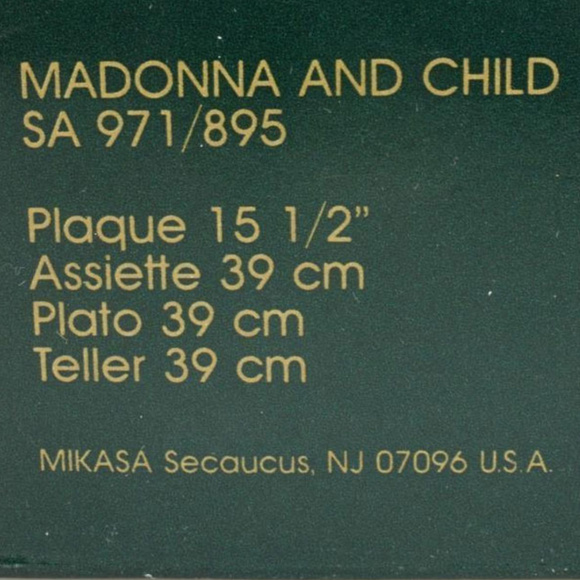 MADONNA AND CHILD
SA 971/895
Plaque 15 1/2”
Assiette 39 cm
Plato 39 cm
Teller 39 cm
MIKASA Secaucus, NJ 07096 U.S.A.